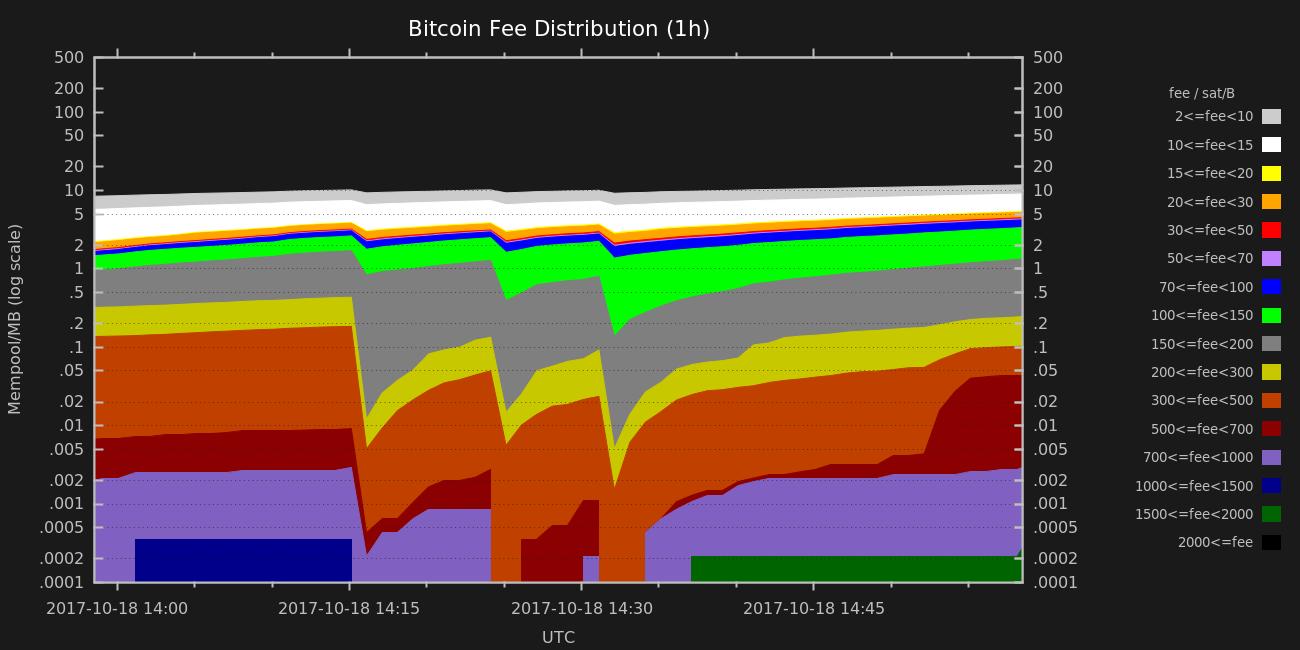 Bitcoin Fee Distribution (1h)
Mempool/MB (log scale)
500
200
100
50
20
10
5
2
1
.5
.2
.1
.05
.02
.01
.005
.002
.001
.0005
.0002
.0001
500
200
100
50
20
10
5
2
1
.5
.2
.1
.05
.02
.01
.005
.002
.001
.0005
.0002
.0001
2017-10-18 14:00 2017-10-18 14:15 2017-10-18 14:30 2017-10-18 14:45
UTC
fee / sat/B
2<=fee<10
10<=fee<15
15<=fee<20
20<=fee<30
30<=fee<50
50<=fee<70
70<=fee<100
100<=fee<150
150<=fee<200
200<=fee<300
300<=fee<500
500<=fee<700
700<=fee<1000
1000<=fee<1500
1500<=fee<2000
2000<=fee